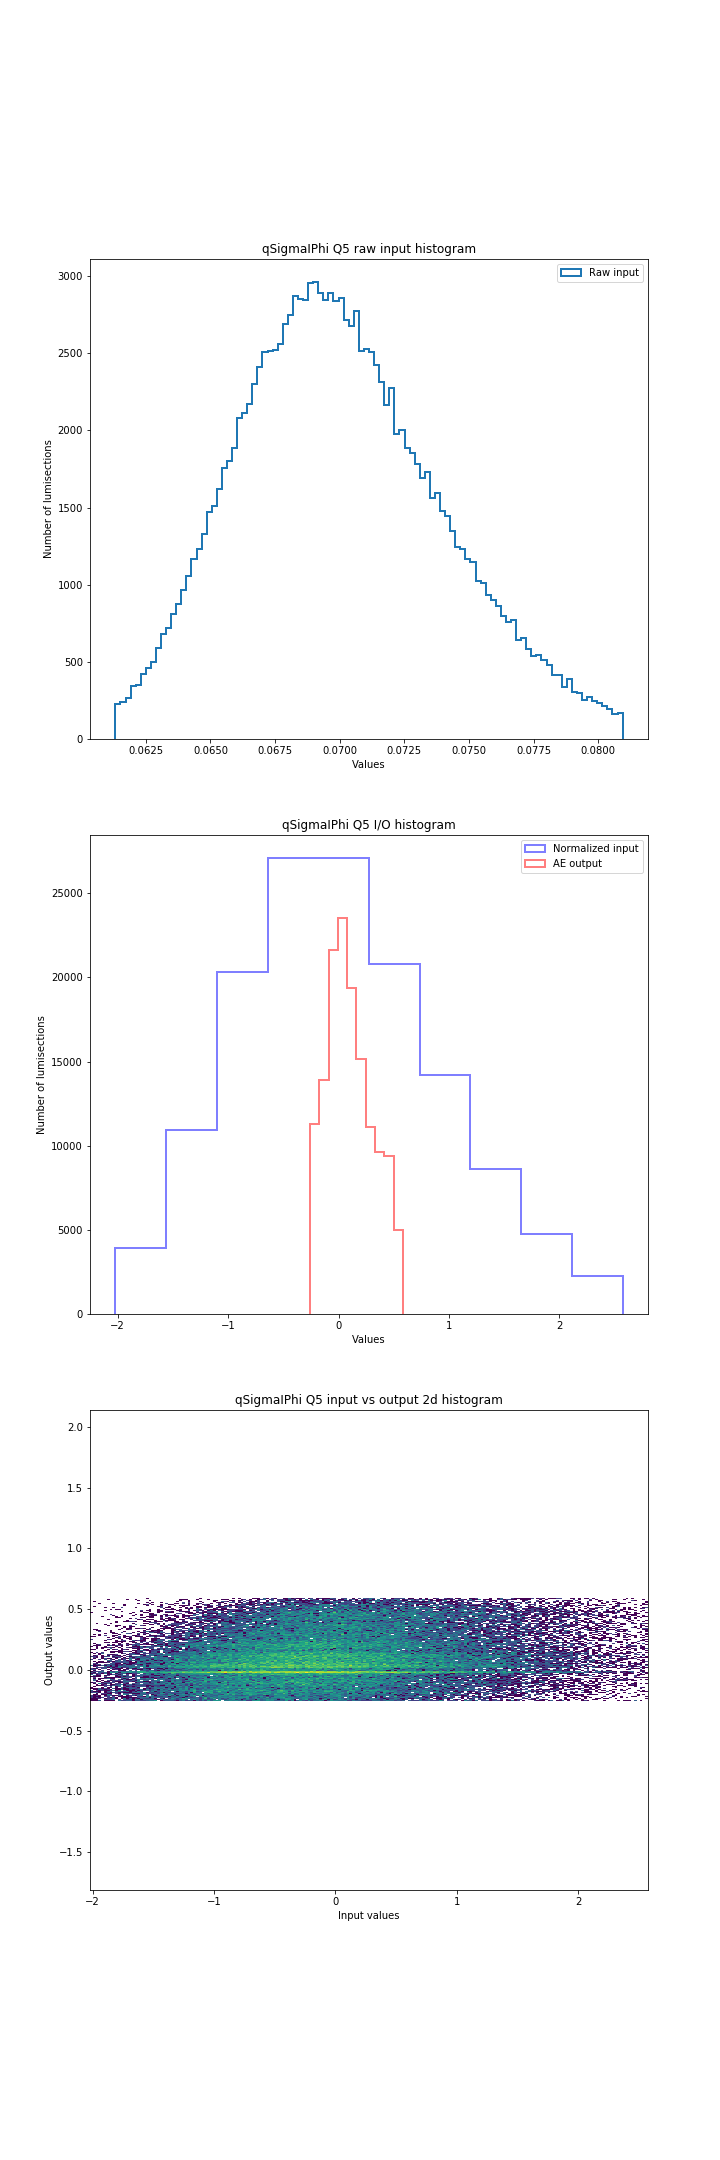 qSigmaIPhi Q5 raw input histogram
Raw input
3000
2500
2000
1500
1000
500
0
Number of lumisections
0.0625 0.0650 0.0675 0.0700 0.0725 0.0750 0.0775 0.0800
Values
qSigmaIPhi Q5 I/O histogram
Normalized input
AE output
25000
20000
15000
10000
5000
0
Number of lumisections
−2 −1 0 1 2
Values
qSigmaIPhi Q5 input vs output 2d histogram
2.0
1.5
1.0
0.5
0.0
−0.5
−1.0
−1.5
Output values
−2 −1 0 1 2
Input values